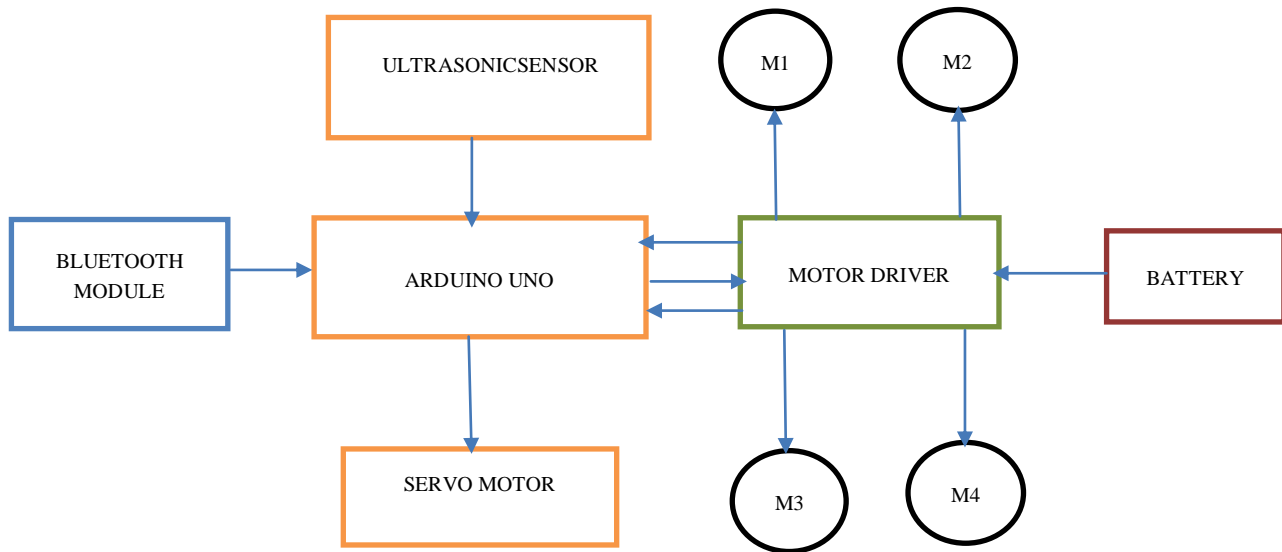 ULTRASONICSENSOR
M1
M2
BLUETOOTH
MODULE
ARDUINO UNO
MOTOR DRIVER
BATTERY
SERVO MOTOR
M3
M4